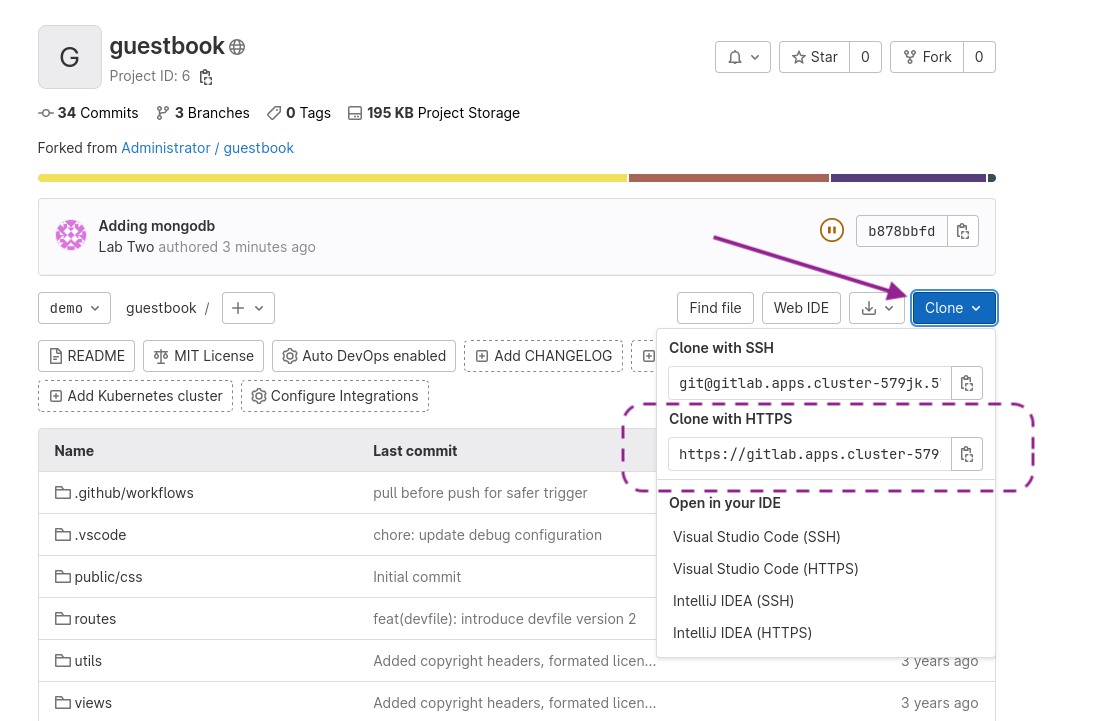 G
guestbook
Project ID: 6
Star 0
Fork 0
34 Commits 3 Branches 0 Tags 195 KB Project Storage
Forked from Administrator / guestbook
Adding mongodb
Lab Two authored 3 minutes ago
b878bbfd
demo guestbook / Find file Web IDE Clone
README MIT License Auto DevOps enabled Add CHANGELOG
Add Kubernetes cluster Configure Integrations
Clone with SSH
git@gitlab.apps.cluster-579jk.5
Clone with HTTPS
https://gitlab.apps.cluster-579
Open in your IDE
Visual Studio Code (SSH)
Visual Studio Code (HTTPS)
IntelliJ IDEA (SSH)
IntelliJ IDEA (HTTPS)
Name Last commit
.github/workflows pull before push for safer trigger
.vscode chore: update debug configuration
public/css Initial commit
routes feat(devfile): introduce devfile version 2
utils Added copyright headers, formated licen... 3 years ago
views Added copyright headers, formated licen... 3 years ago